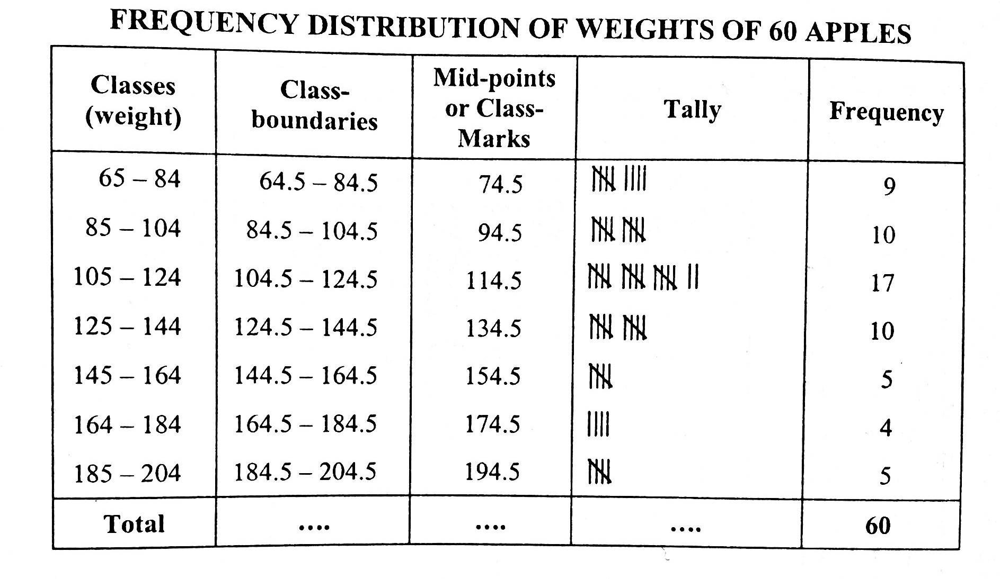 FREQUENCY DISTRIBUTION OF WEIGHTS OF 60 APPLES
Classes (weight) Class-boundaries Mid-points or Class-Marks Tally Frequency
65 – 84 64.5 – 84.5 74.5 9
85 – 104 84.5 – 104.5 94.5 10
105 – 124 104.5 – 124.5 114.5 17
125 – 144 124.5 – 144.5 134.5 10
145 – 164 144.5 – 164.5 154.5 5
164 – 184 164.5 – 184.5 174.5 4
185 – 204 184.5 – 204.5 194.5 5
Total .... .... .... 60